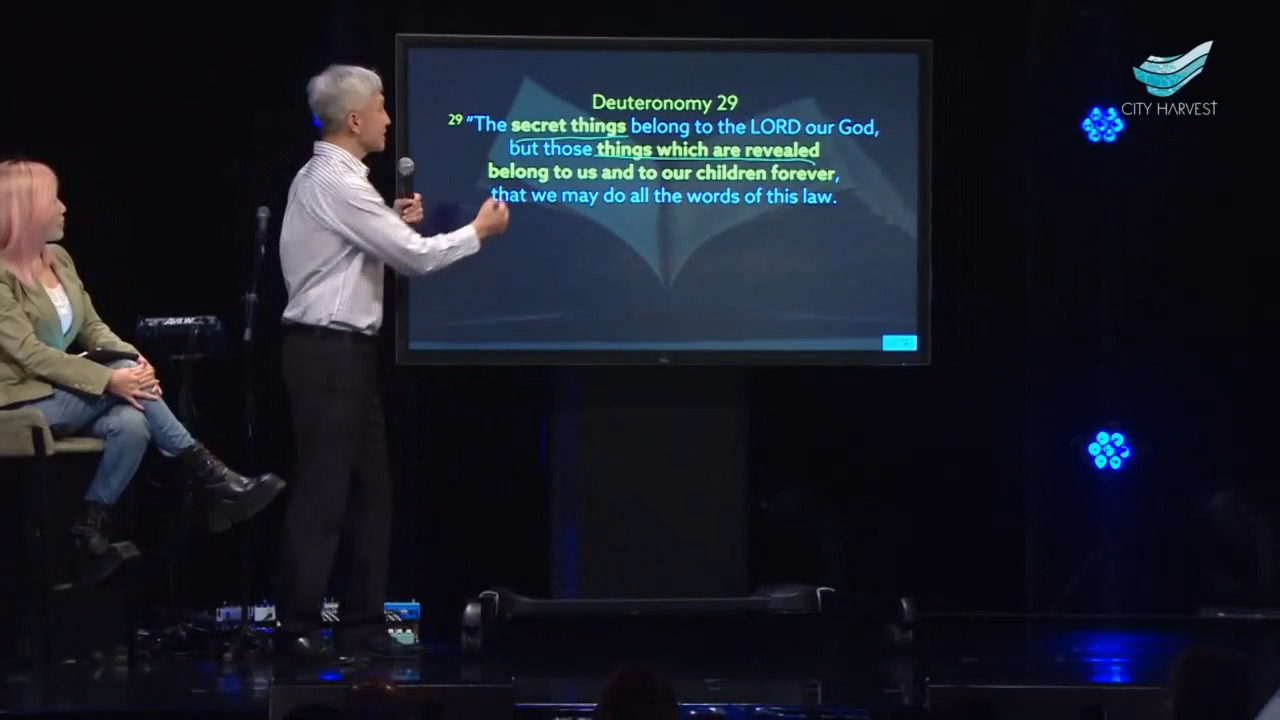 Deuteronomy 29
29 "The secret things belong to the LORD our God,
but those things which are revealed
belong to us and to our children forever,
that we may do all the words of this law.
CITY HARVEST